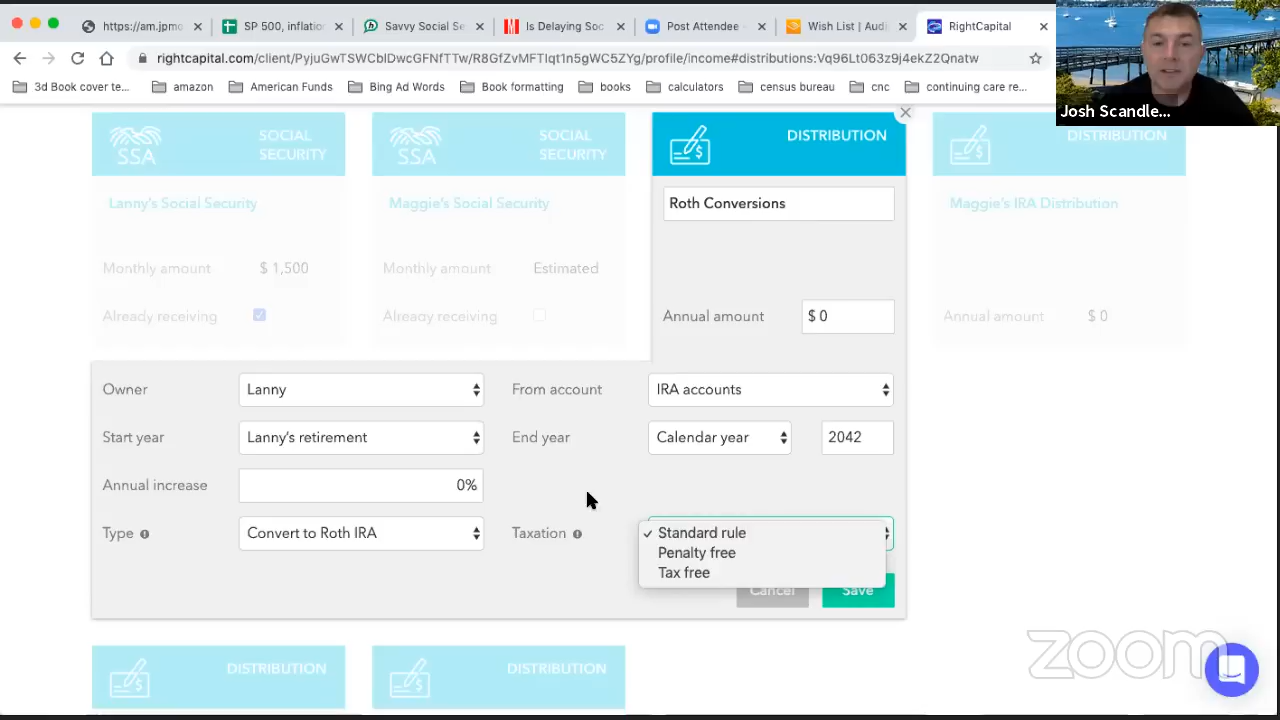 https://am.jpmo
SP 500, inflatio
Savvy Social Se
Is Delaying Soc
Post Attendee -
Wish List | Audi
RightCapital
rightcapital.com/client/PyjuGwTSWCblDwaGFNfTTw/R8GfZvMFTlqt1n5gWC5ZYg/profile/income#distributions:Vq96Lt063z9j4ekZ2Qnatw
3d Book cover te...
amazon
American Funds
Bing Ad Words
Book formatting
books
calculators
census bureau
cnc
continuing care re...
Josh Scandle...
SSA
SOCIAL
SECURITY
Lanny's Social Security
Monthly amount
$ 1,500
Already receiving
SSA
SOCIAL
SECURITY
Maggie's Social Security
Monthly amount
Estimated
Already receiving
DISTRIBUTION
Roth Conversions
Annual amount
$ 0
DISTRIBUTION
Maggie's IRA Distribution
Annual amount
$ 0
Owner
Lanny
From account
IRA accounts
Start year
Lanny's retirement
End year
Calendar year
2042
Annual increase
0%
Type
Convert to Roth IRA
Taxation
Standard rule
Penalty free
Tax free
Cancel
Save
DISTRIBUTION
DISTRIBUTION
zoom